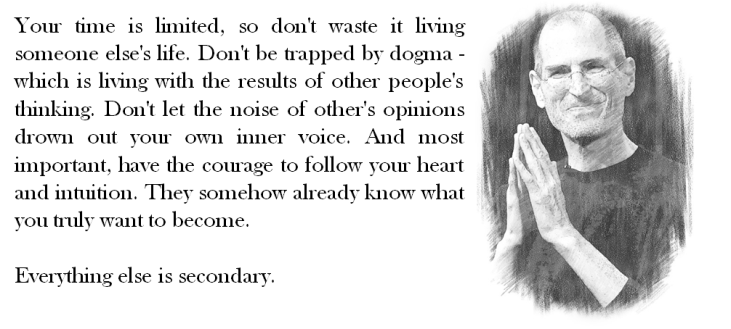 Your time is limited, so don't waste it living
someone else's life. Don't be trapped by dogma -
which is living with the results of other people's
thinking. Don't let the noise of other's opinions
drown out your own inner voice. And most
important, have the courage to follow your heart
and intuition. They somehow already know what
you truly want to become.
Everything else is secondary.